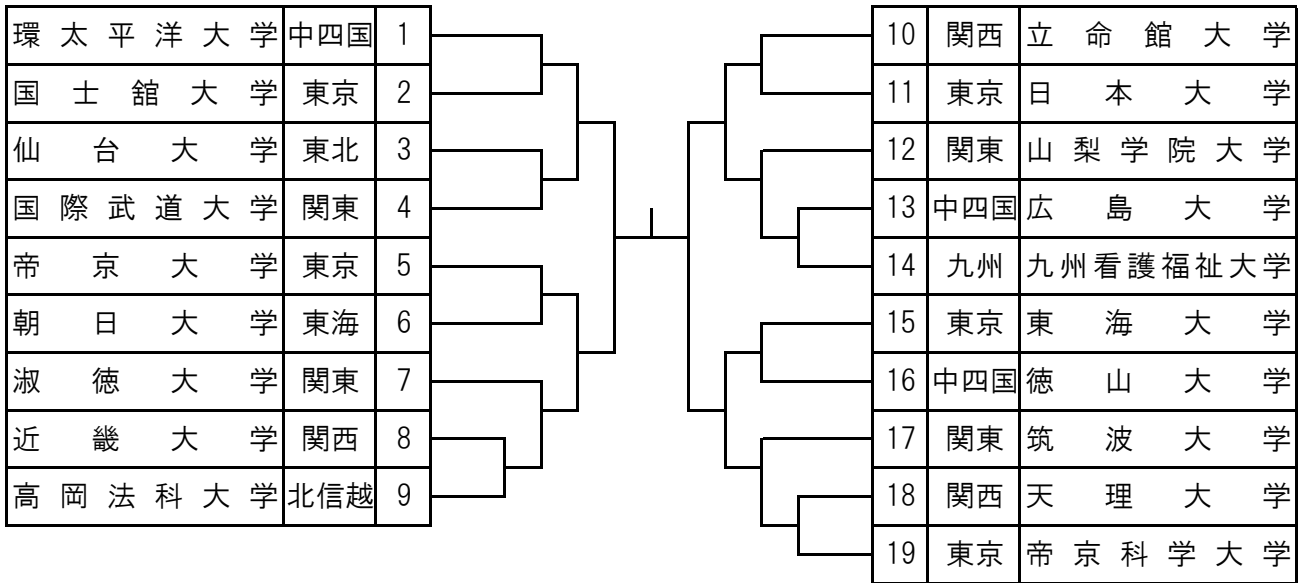 環太平洋大学 中四国 1
国士舘大学 東京 2
仙台大学 東北 3
国際武道大学 関東 4
帝京大学 東京 5
朝日大学 東海 6
淑徳大学 関東 7
近畿大学 関西 8
高岡法科大学 北信越 9
10 関西 立命館大学
11 東京 日本大学
12 関東 山梨学院大学
13 中四国 広島大学
14 九州 九州看護福祉大学
15 東京 東海大学
16 中四国 徳山大学
17 関東 筑波大学
18 関西 天理大学
19 東京 帝京科学大学